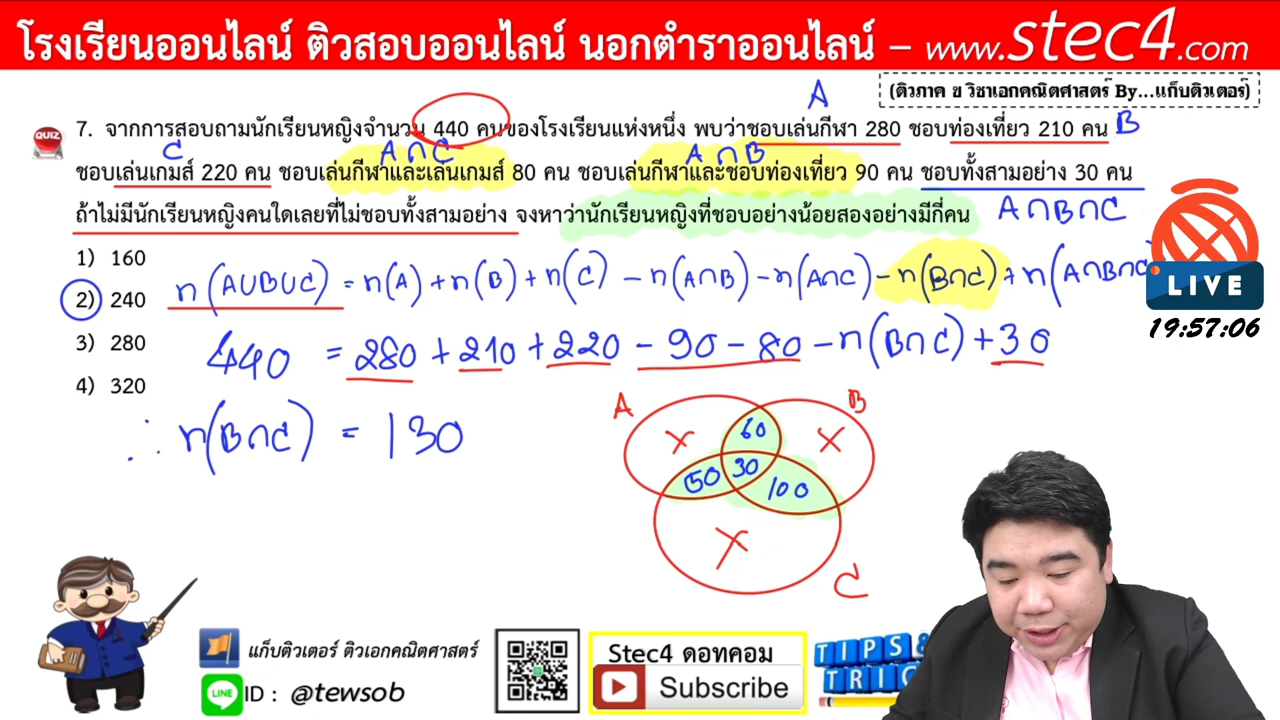 โรงเรียนออนไลน์ ติวสอบออนไลน์ นอกตำราออนไลน์ – www.stec4.com
(ติวภาค ข วิชาเอกคณิตศาสตร์ By...แก็บติวเตอร์)
A
QUIZ
7. จากการสอบถามนักเรียนหญิงจำนวน 440 คนของโรงเรียนแห่งหนึ่ง พบว่าชอบเล่นกีฬา 280 ชอบท่องเที่ยว 210 คน B
C A∩C A∩B
ชอบเล่นเกมส์ 220 คน ชอบเล่นกีฬาและเล่นเกมส์ 80 คน ชอบเล่นกีฬาและชอบท่องเที่ยว 90 คน ชอบทั้งสามอย่าง 30 คน
ถ้าไม่มีนักเรียนหญิงคนใดเลยที่ไม่ชอบทั้งสามอย่าง จงหาว่านักเรียนหญิงที่ชอบอย่างน้อยสองอย่างมีกี่คน A∩B∩C
1) 160
n(A∪B∪C) = n(A) + n(B) + n(C) – n(A∩B) – n(A∩C) – n(B∩C) + n(A∩B∩C
2) 240
LIVE
19:57:06
3) 280
440 = 280 + 210 + 220 – 90 – 80 – n(B∩C) + 30
4) 320
∴ n(B∩C) = 130
A B
60
50 30 100
C
แก็บติวเตอร์ ติวเอกคณิตศาสตร์
LINE ID : @tewsob
Stec4 ดอทคอม
Subscribe
TIPS &
TRIC